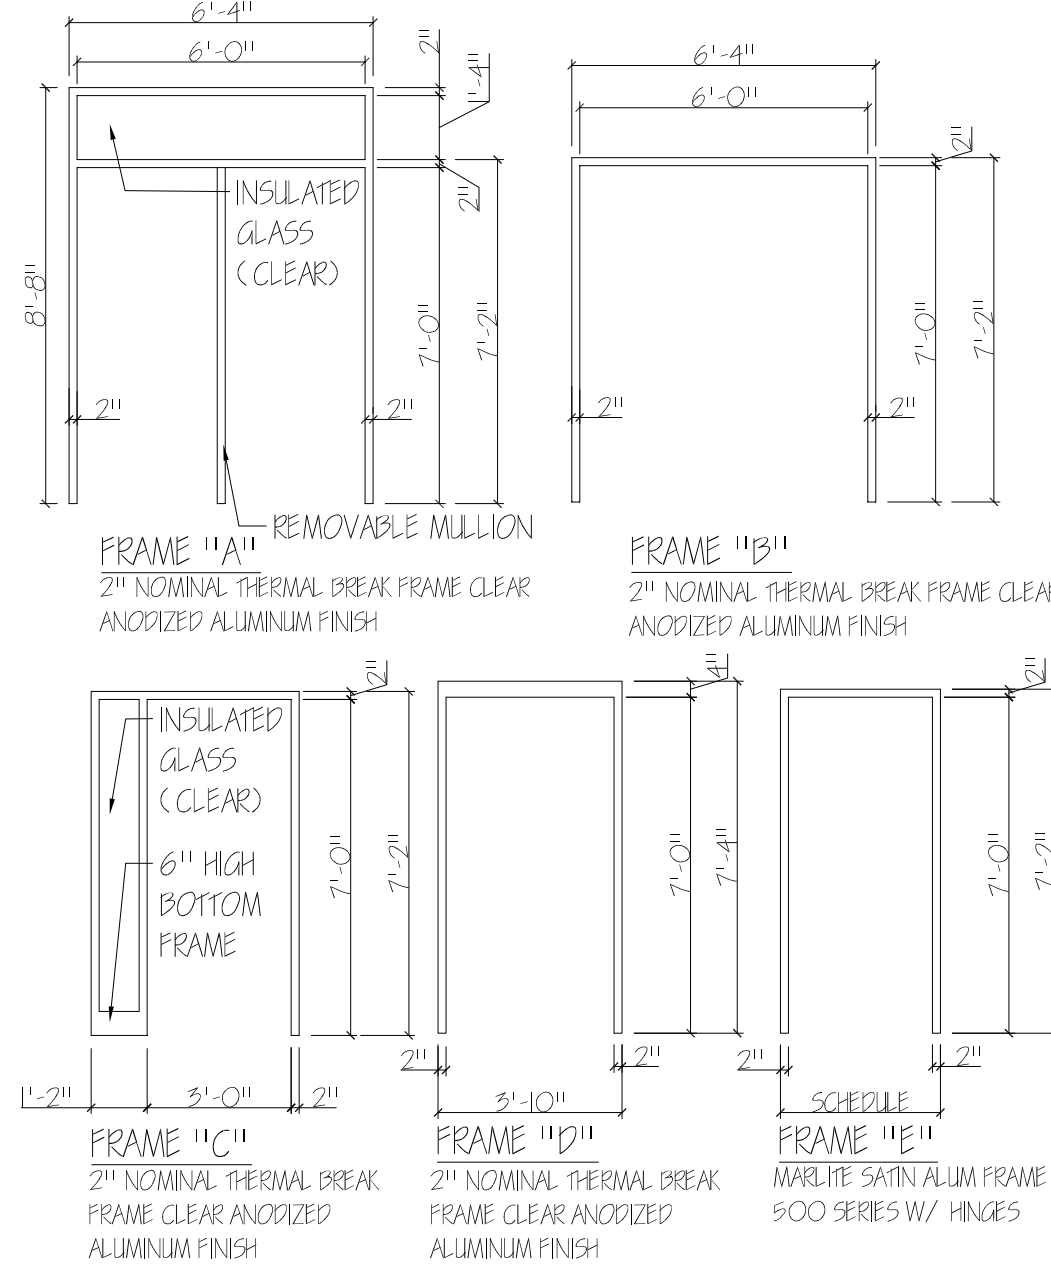 6'-4"
6'-0"
2"
1'-4"
2"
INSULATED
GLASS
(CLEAR)
8'-8"
7'-0"
7'-2"
2"
2"
REMOVABLE MULLION
FRAME "A"
2" NOMINAL THERMAL BREAK FRAME CLEAR
ANODIZED ALUMINUM FINISH
6'-4"
6'-0"
2"
7'-0"
7'-2"
2"
2"
FRAME "B"
2" NOMINAL THERMAL BREAK FRAME CLEAR
ANODIZED ALUMINUM FINISH
2"
INSULATED
GLASS
(CLEAR)
6" HIGH
BOTTOM
FRAME
7'-0"
7'-2"
1'-2"
3'-0"
2"
FRAME "C"
2" NOMINAL THERMAL BREAK
FRAME CLEAR ANODIZED
ALUMINUM FINISH
4"
7'-0"
7'-4"
2"
2"
3'-10"
FRAME "D"
2" NOMINAL THERMAL BREAK
FRAME CLEAR ANODIZED
ALUMINUM FINISH
2"
7'-0"
7'-2"
2"
2"
SCHEDULE
FRAME "E"
MARLITE SATIN ALUM FRAME
500 SERIES W/ HINGES